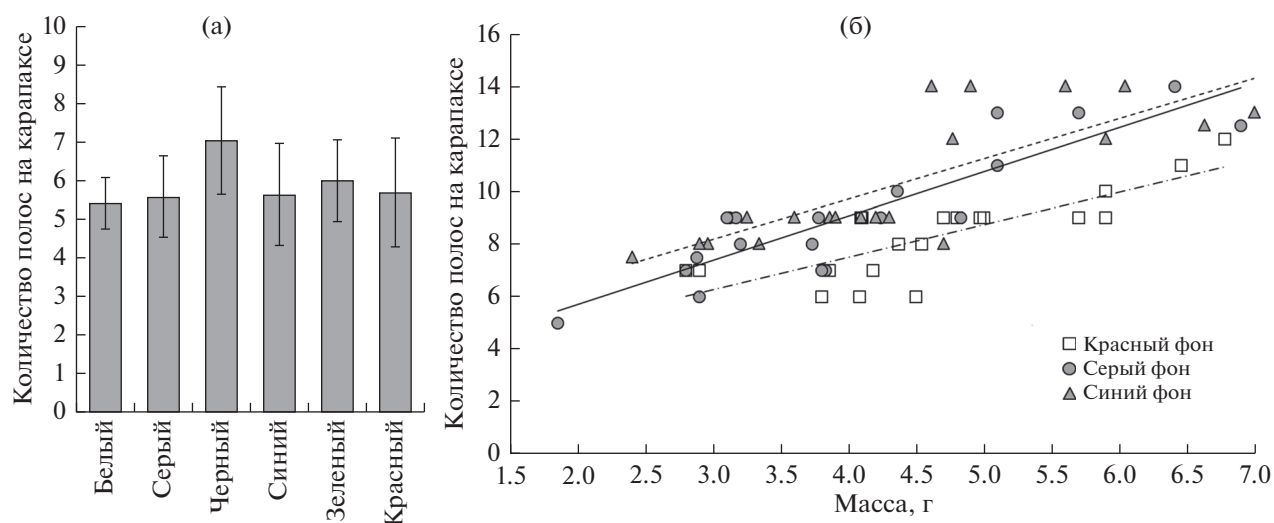 (а)
Количество полос на карапаксе
10
9
8
7
6
5
4
3
2
1
0
Белый
Серый
Черный
Синий
Зеленый
Красный
(б)
Количество полос на карапаксе
16
14
12
10
8
6
4
2
0
1.5 2.0 2.5 3.0 3.5 4.0 4.5 5.0 5.5 6.0 6.5 7.0
Масса, г
Красный фон
Серый фон
Синий фон